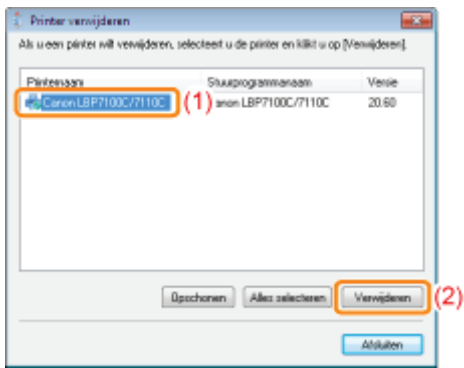 Printer verwijderen
Als u een printer wilt verwijderen, selecteert u de printer en klikt u op [Verwijderen].
Printernaam Stuurprogrammanaam Versie
Canon LBP7100C/7110C (1) anon LBP7100C/7110C 20.60
Opschonen Alles selecteren Verwijderen (2)
Afsluiten